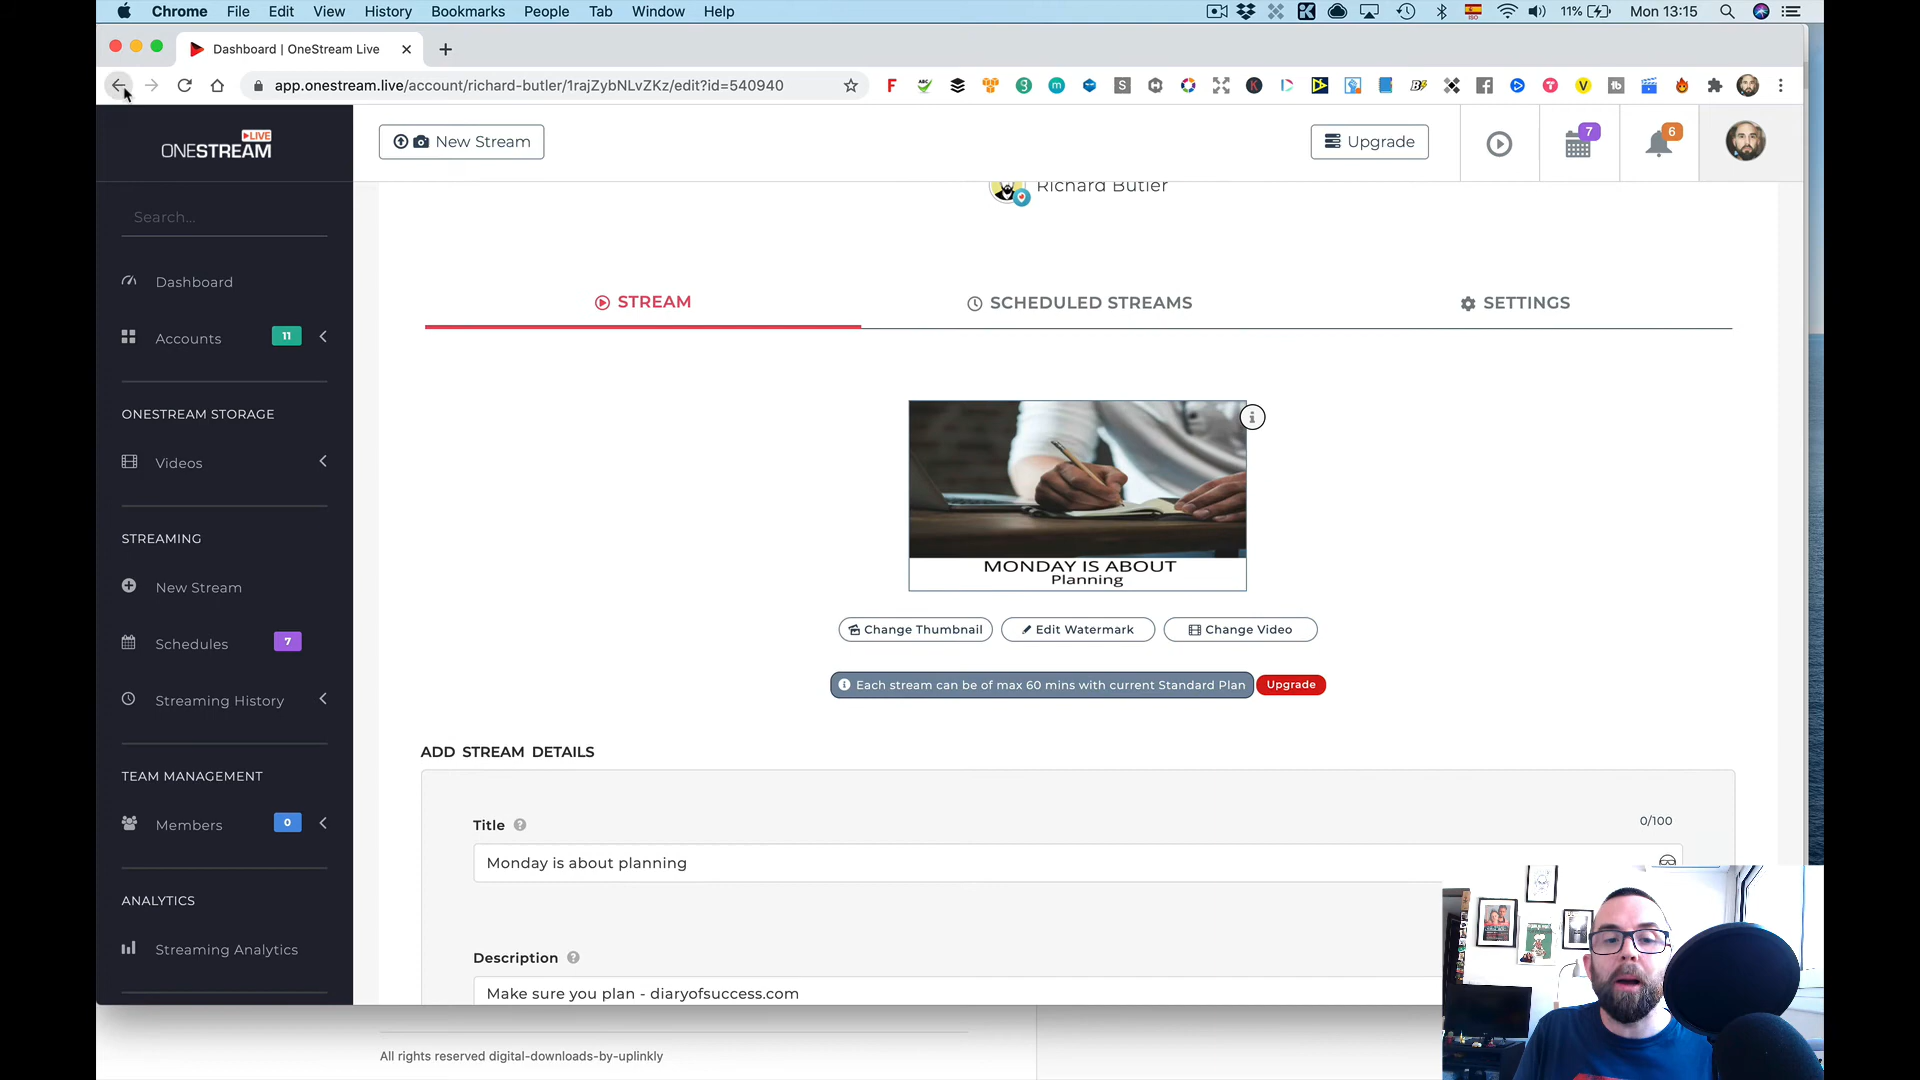 Chrome File Edit View History Bookmarks People Tab Window Help 11% Mon 13:15
Dashboard | OneStream Live
app.onestream.live/account/richard-butler/1rajZybNLvZKz/edit?id=540940
LIVE
ONESTREAM
New Stream
Upgrade
7
6
Richard Butler
Search...
Dashboard
Accounts 11
ONESTREAM STORAGE
Videos
STREAMING
New Stream
Schedules 7
Streaming History
TEAM MANAGEMENT
Members 0
ANALYTICS
Streaming Analytics
STREAM
SCHEDULED STREAMS
SETTINGS
MONDAY IS ABOUT
Planning
Change Thumbnail
Edit Watermark
Change Video
Each stream can be of max 60 mins with current Standard Plan Upgrade
ADD STREAM DETAILS
Title
0/100
Monday is about planning
Description
Make sure you plan - diaryofsuccess.com
All rights reserved digital-downloads-by-uplinkly